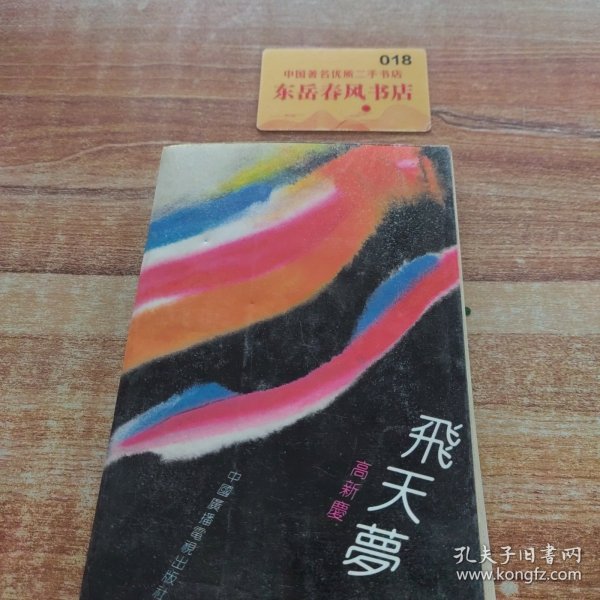 018
中国著名优质二手书店
东岳春风书店
飛天夢
高新慶
中國廣播電視出版社
孔夫子旧书网
www.kongfz.com